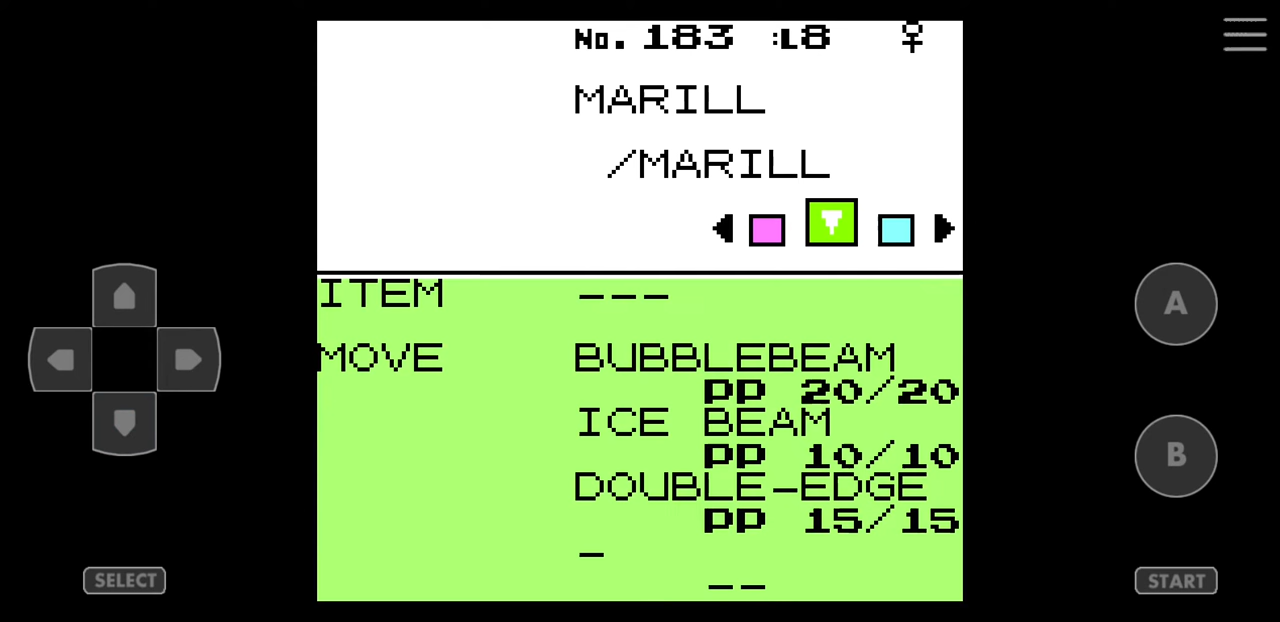 No. 183 :L8 ♀
MARILL
/MARILL
ITEM ---
MOVE BUBBLEBEAM
PP 20/20
ICE BEAM
PP 10/10
DOUBLE-EDGE
PP 15/15
-
--
A
B
SELECT
START